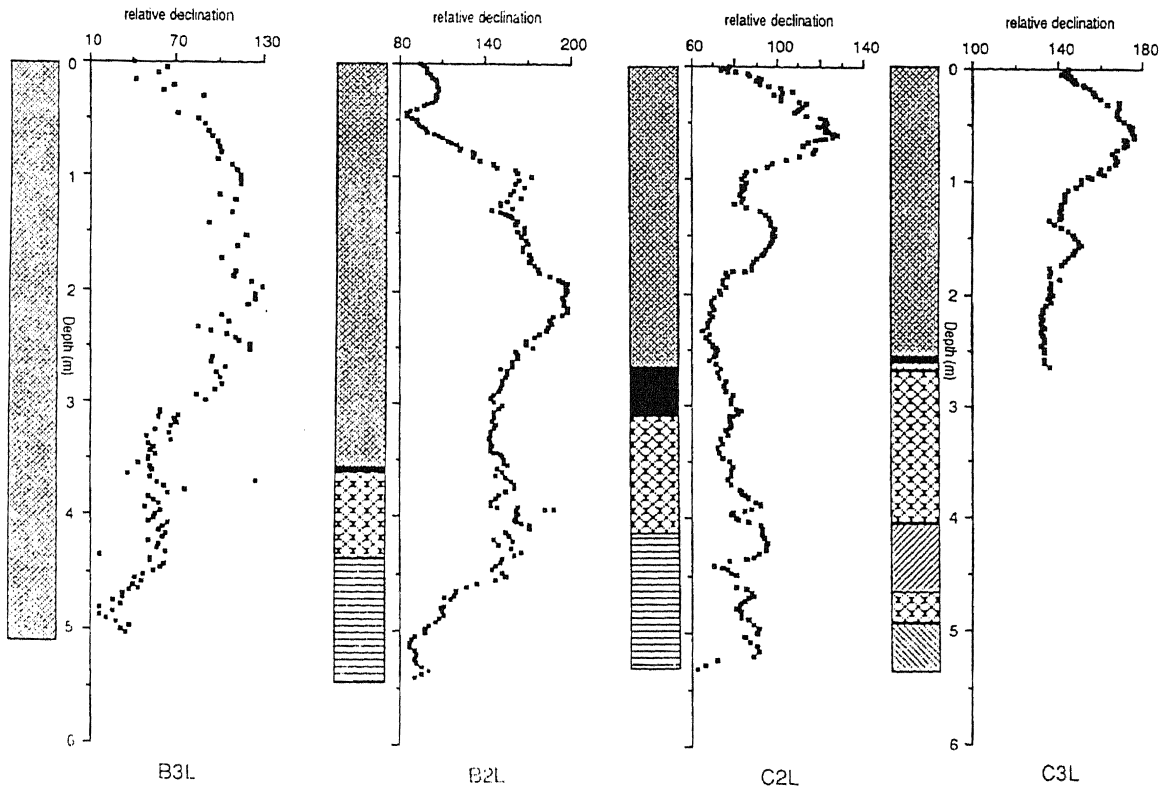 relative declination
relative declination
relative declination
relative declination
10 70 130
80 140 200
60 100 140
100 140 180
0
1
2
3
4
5
6
Depth (m)
0
1
2
3
4
5
6
Depth (m)
B3L
B2L
C2L
C3L